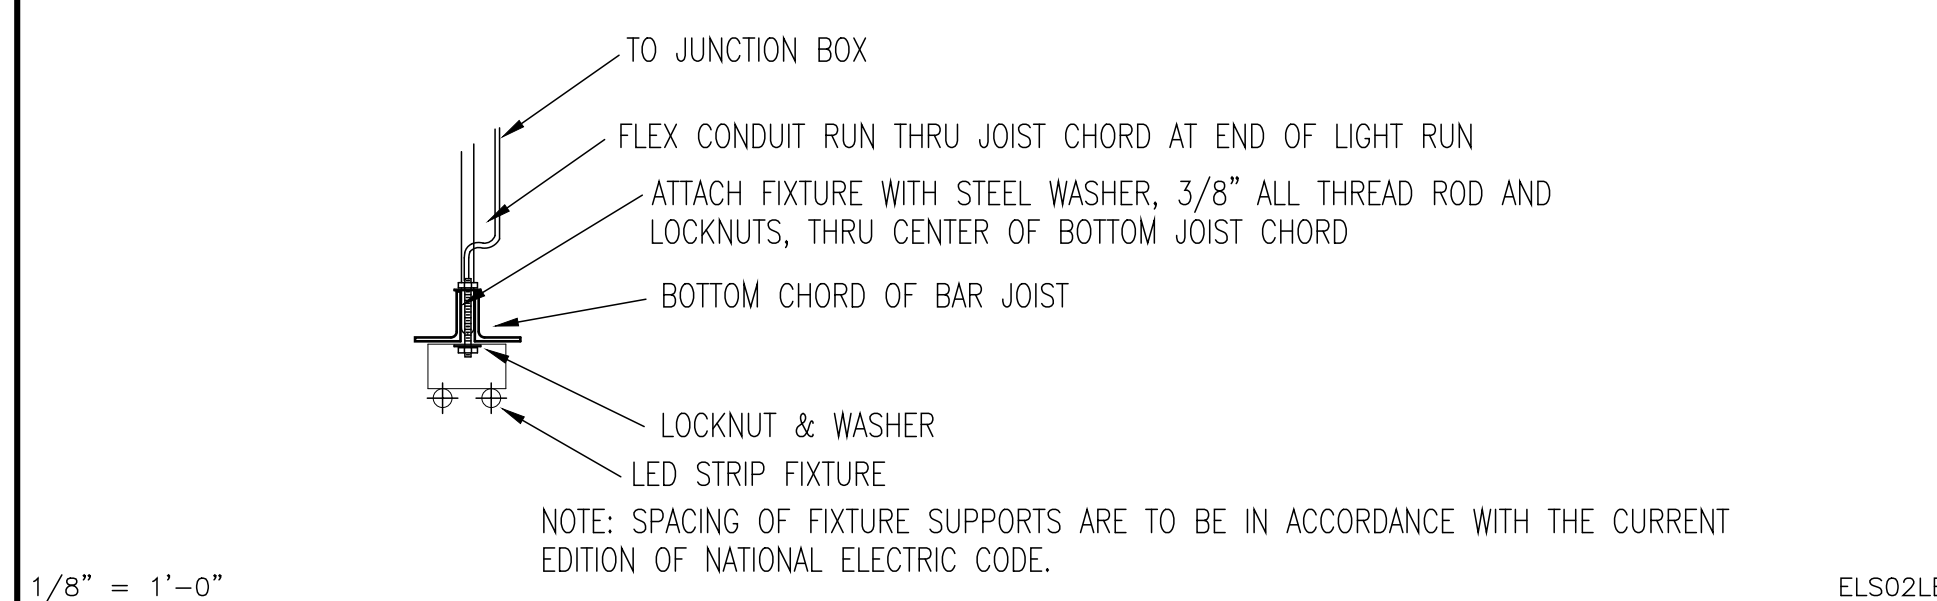 TO JUNCTION BOX
FLEX CONDUIT RUN THRU JOIST CHORD AT END OF LIGHT RUN
ATTACH FIXTURE WITH STEEL WASHER, 3/8” ALL THREAD ROD AND
LOCKNUTS, THRU CENTER OF BOTTOM JOIST CHORD
BOTTOM CHORD OF BAR JOIST
LOCKNUT & WASHER
LED STRIP FIXTURE
NOTE: SPACING OF FIXTURE SUPPORTS ARE TO BE IN ACCORDANCE WITH THE CURRENT
EDITION OF NATIONAL ELECTRIC CODE.
1/8” = 1’-0”